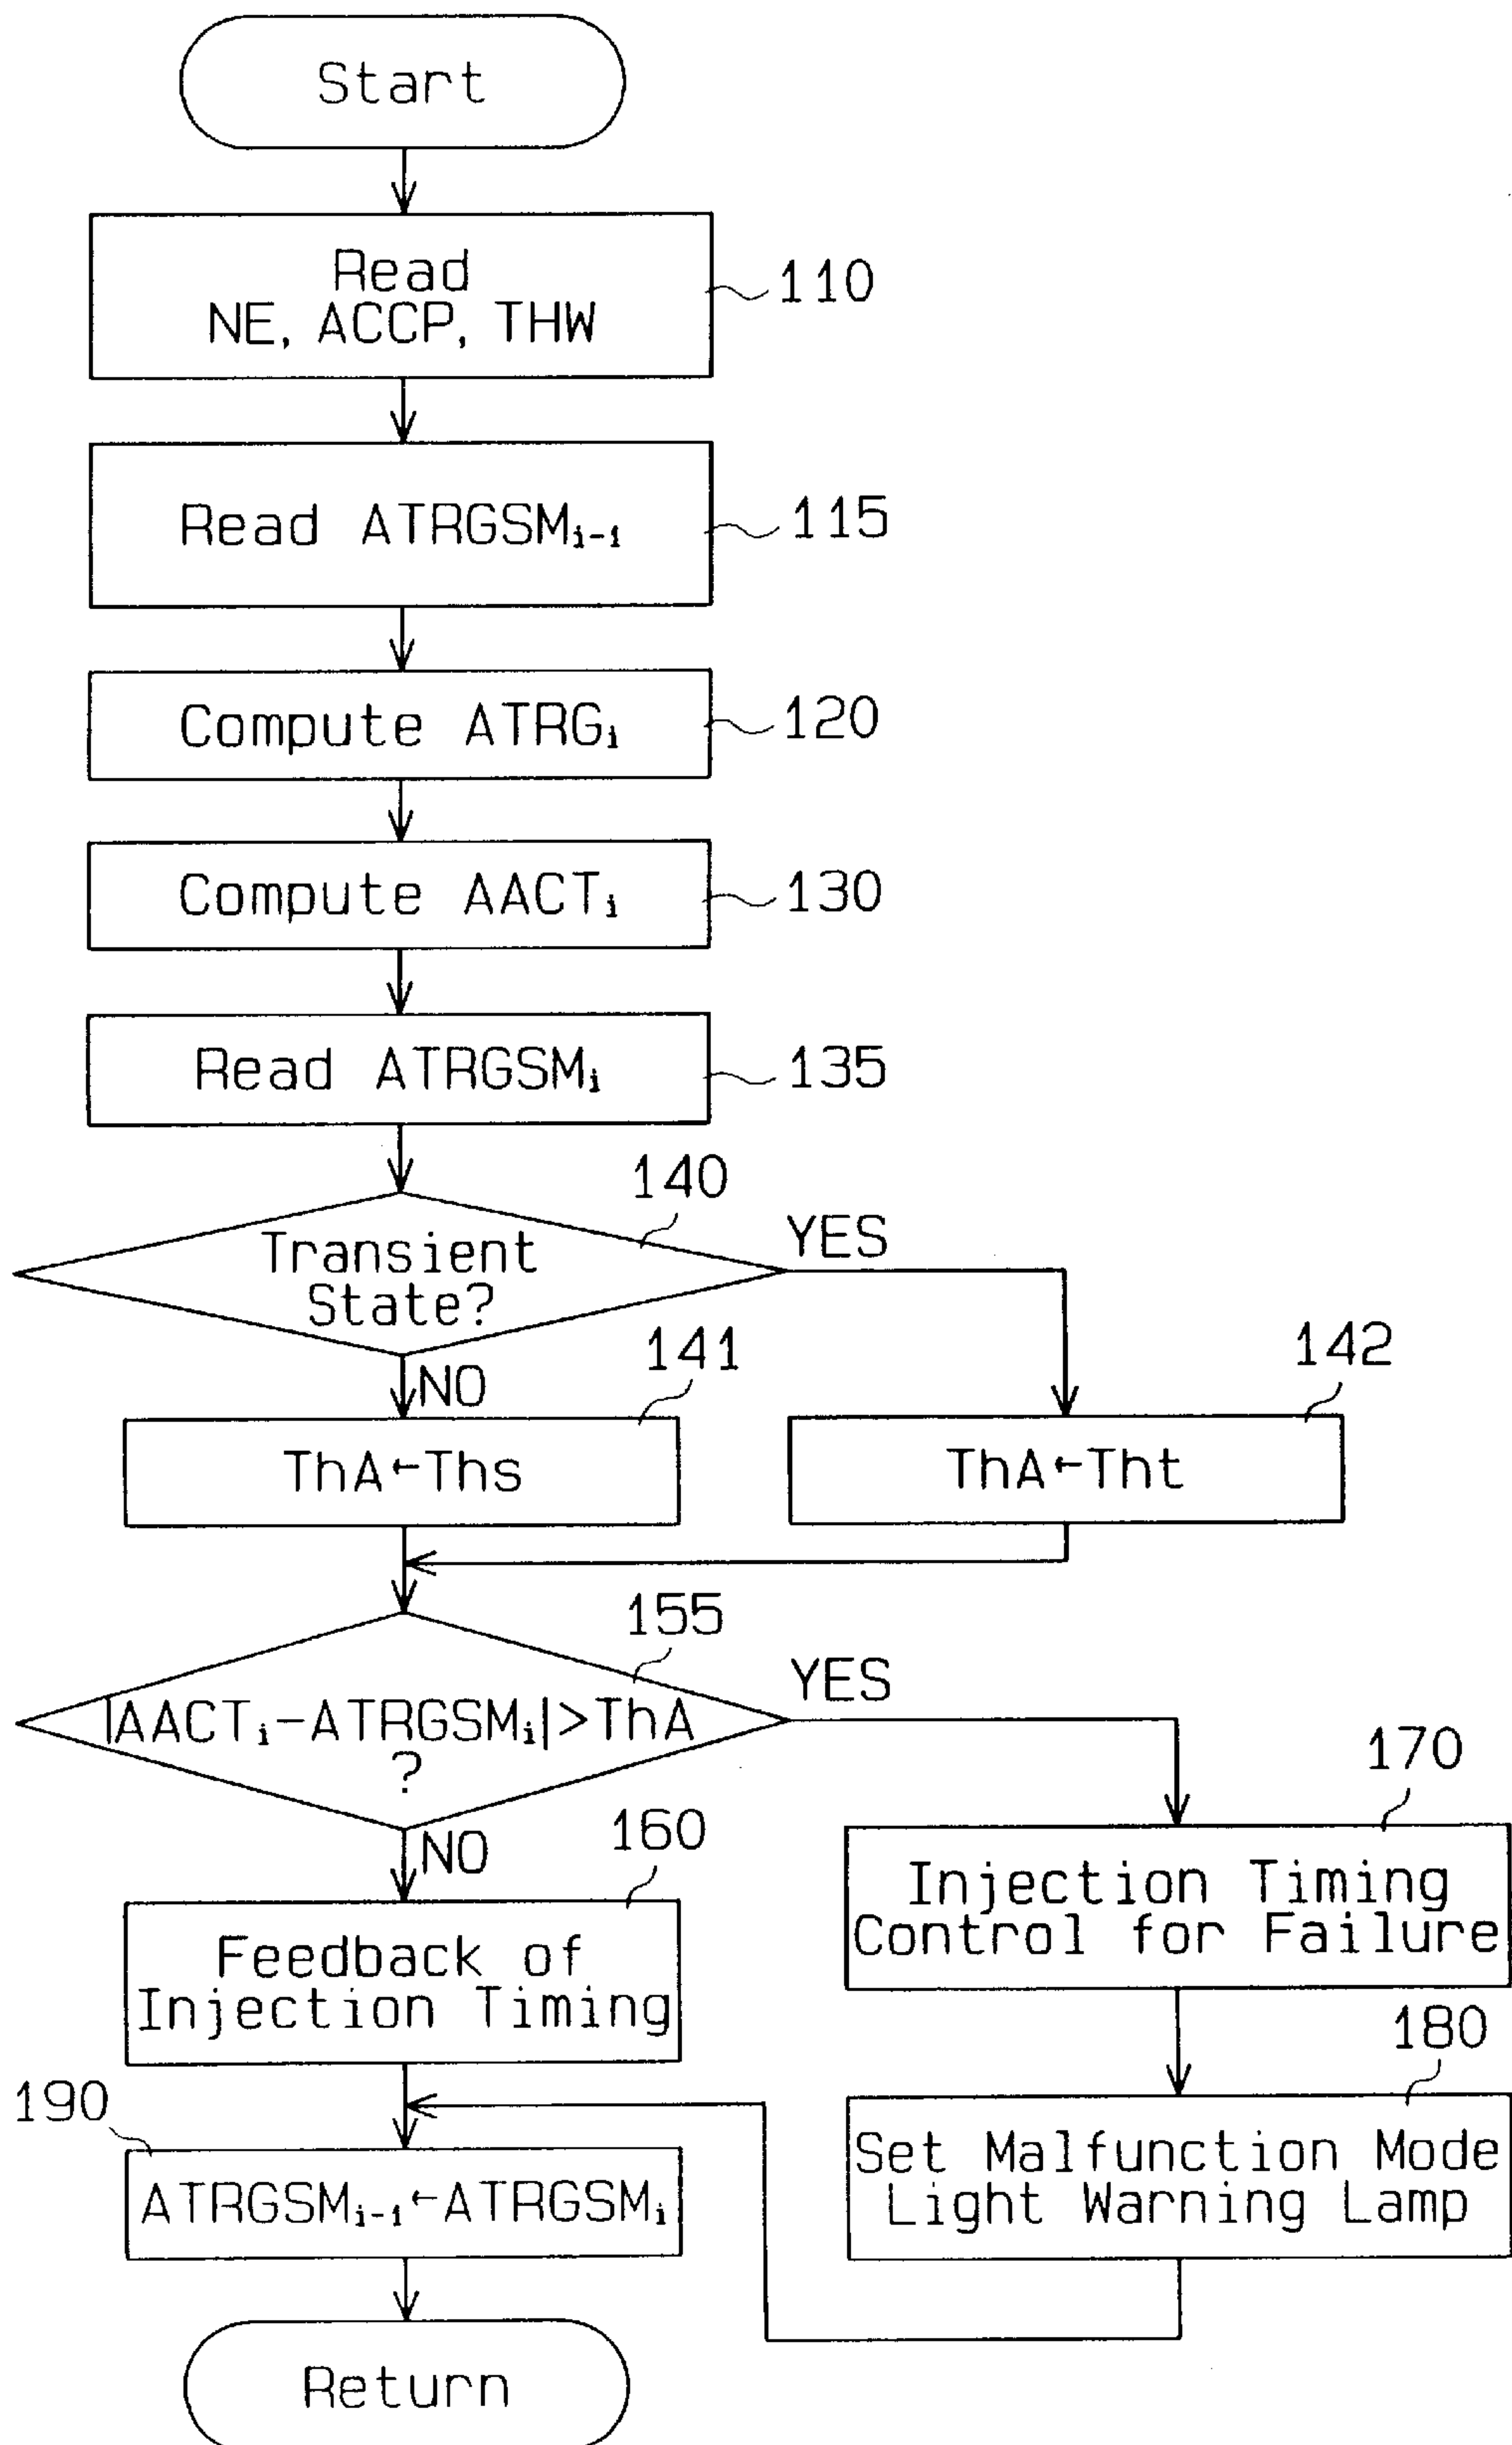 Start
Read
NE, ACCP, THW
110
Read ATRGSMi-1
115
Compute ATRGi
120
Compute AACTi
130
Read ATRGSMi
135
140
Transient
State?
YES
NO
141
142
ThA←Ths
ThA←Tht
155
|AACTi-ATRGSMi|>ThA
?
YES
NO
160
170
Feedback of
Injection Timing
Injection Timing
Control for Failure
180
190
Set Malfunction Mode
Light Warning Lamp
ATRGSMi-1←ATRGSMi
Return